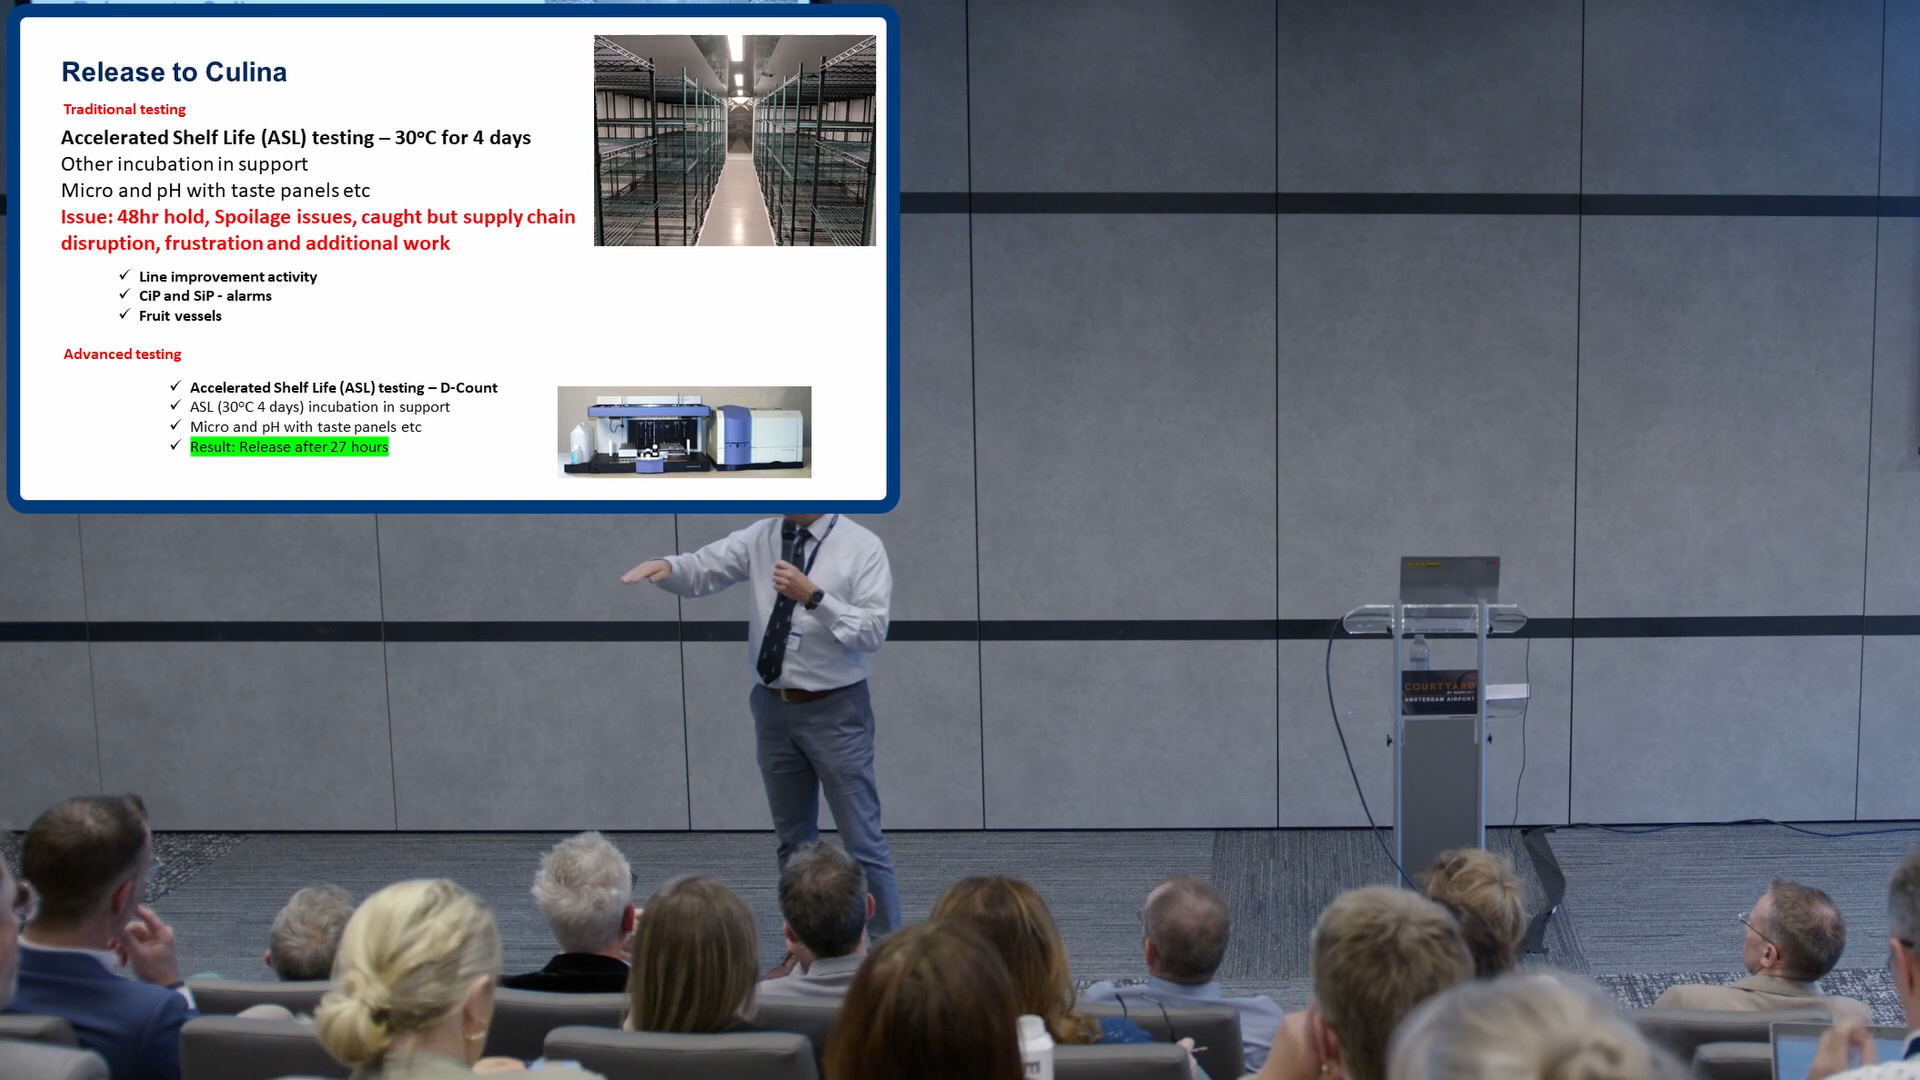 Release to Culina
Traditional testing
Accelerated Shelf Life (ASL) testing – 30°C for 4 days
Other incubation in support
Micro and pH with taste panels etc
Issue: 48hr hold, Spoilage issues, caught but supply chain
disruption, frustration and additional work
✓ Line improvement activity
✓ CiP and SiP - alarms
✓ Fruit vessels
Advanced testing
✓ Accelerated Shelf Life (ASL) testing – D-Count
✓ ASL (30°C 4 days) incubation in support
✓ Micro and pH with taste panels etc
✓ Result: Release after 27 hours
COURTYARD
BY MARRIOTT
AMSTERDAM AIRPORT